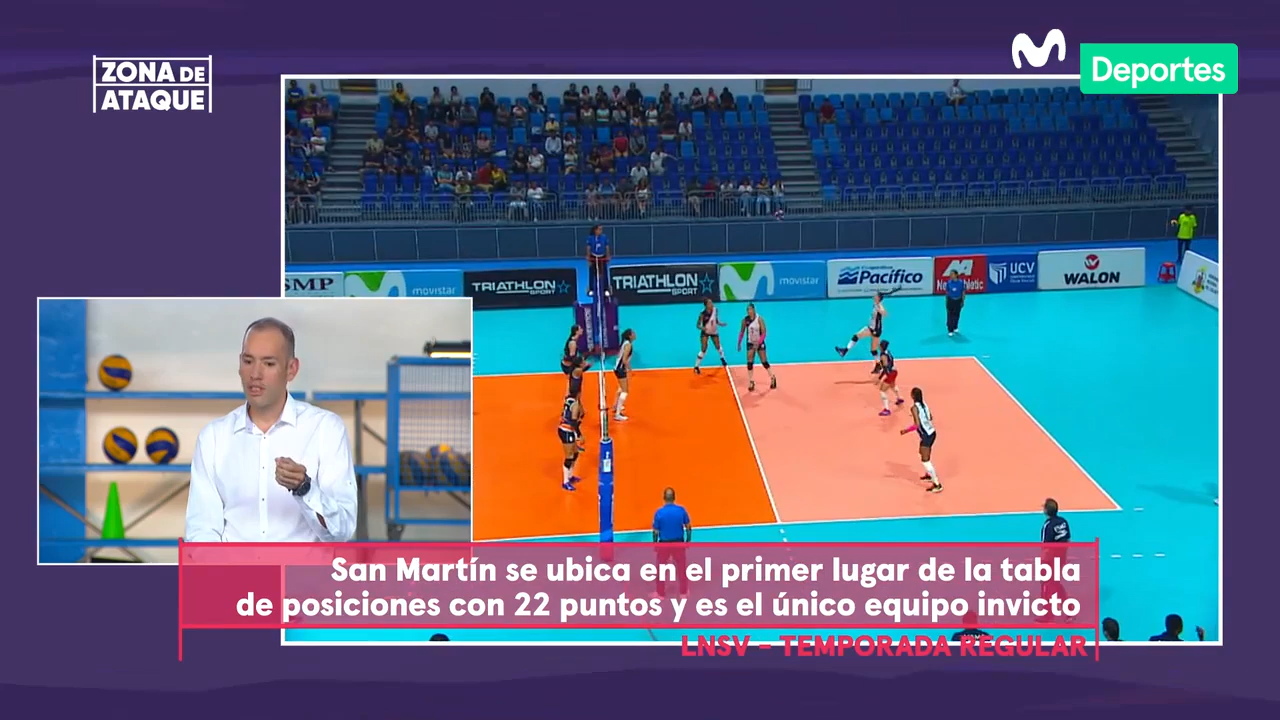 ZONA DE
ATAQUE
Deportes
SMP
movistar
TRIATHLON
SPORT
TRIATHLON
SPORT
movistar
Pacífico
UCV
WALON
San Martín se ubica en el primer lugar de la tabla
de posiciones con 22 puntos y es el único equipo invicto
LNSV - TEMPORADA REGULAR